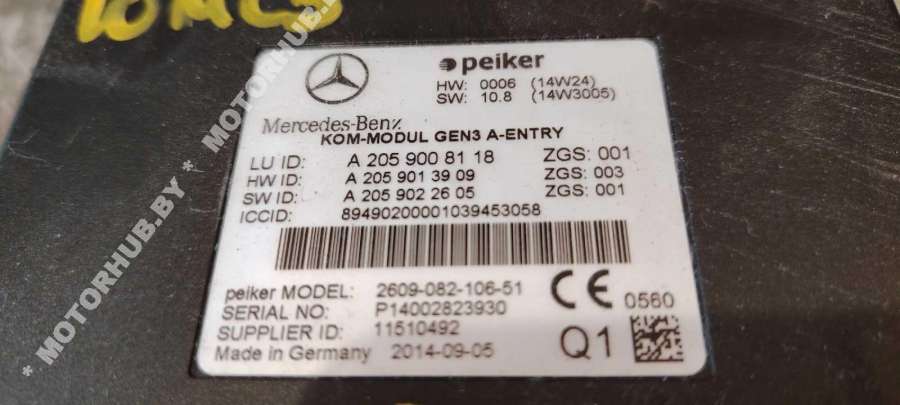 10MC5
peiker
HW: 0006 (14W24)
SW: 10.8 (14W3005)
Mercedes-Benz
KOM-MODUL GEN3 A-ENTRY
LU ID: A 205 900 81 18 ZGS: 001
HW ID: A 205 901 39 09 ZGS: 003
SW ID: A 205 902 26 05 ZGS: 001
ICCID: 89490200001039453058
peiker MODEL: 2609-082-106-51
SERIAL NO: P14002823930
SUPPLIER ID: 11510492
Made in Germany 2014-09-05
CE 0560
Q1
* MOTORHUB.BY * MOTORHUB.BY *